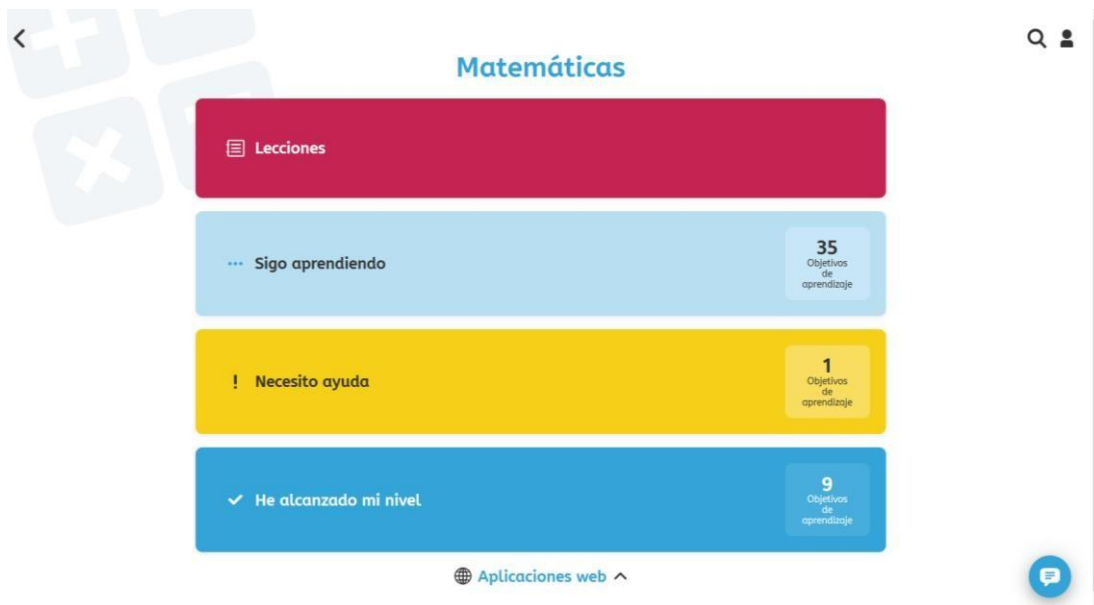 Matemáticas
Lecciones
Sigo aprendiendo
35
Objetivos
de
aprendizaje
! Necesito ayuda
1
Objetivos
de
aprendizaje
He alcanzado mi nivel
9
Objetivos
de
aprendizaje
Aplicaciones web